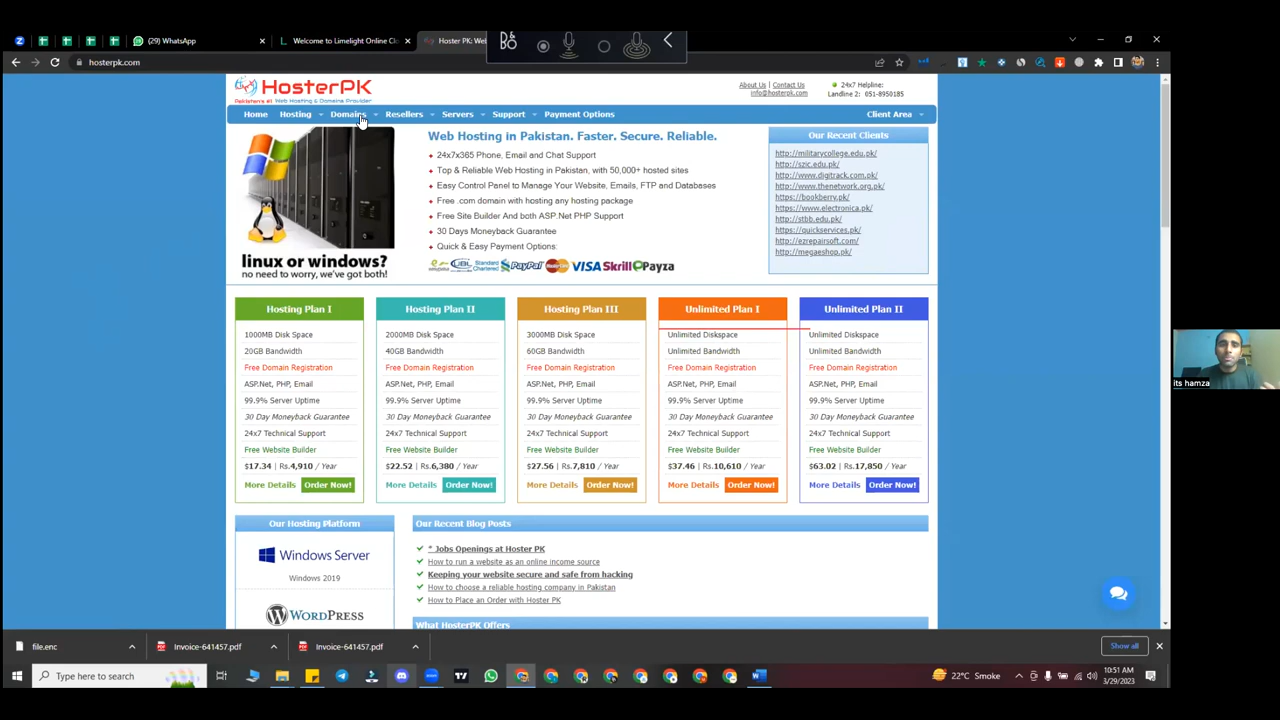 (29) WhatsApp
Welcome to Limelight Online Clo
Hoster PK: We
B&O
hosterpk.com
HosterPK
Pakistan's #1 Web Hosting & Domains Provider
About Us | Contact Us
info@hosterpk.com
24x7 Helpline:
Landline 2: 051-8950185
Home Hosting Domains Resellers Servers Support Payment Options Client Area
linux or windows?
no need to worry, we've got both!
Web Hosting in Pakistan. Faster. Secure. Reliable.
24x7x365 Phone, Email and Chat Support
Top & Reliable Web Hosting in Pakistan, with 50,000+ hosted sites
Easy Control Panel to Manage Your Website, Emails, FTP and Databases
Free .com domain with hosting any hosting package
Free Site Builder And both ASP.Net PHP Support
30 Days Moneyback Guarantee
Quick & Easy Payment Options:
UBL Standard Chartered PayPal VISA Skrill Payza
Our Recent Clients
http://militarycollege.edu.pk/
http://szic.edu.pk/
http://www.digitrack.com.pk/
http://www.thenetwork.org.pk/
https://bookberry.pk/
https://www.electronica.pk/
http://stbb.edu.pk/
https://quickservices.pk/
http://ezrepairsoft.com/
http://megaeshop.pk/
its hamza
Hosting Plan I
1000MB Disk Space
20GB Bandwidth
Free Domain Registration
ASP.Net, PHP, Email
99.9% Server Uptime
30 Day Moneyback Guarantee
24x7 Technical Support
Free Website Builder
$17.34 | Rs.4,910 / Year
More Details Order Now!
Hosting Plan II
2000MB Disk Space
40GB Bandwidth
Free Domain Registration
ASP.Net, PHP, Email
99.9% Server Uptime
30 Day Moneyback Guarantee
24x7 Technical Support
Free Website Builder
$22.52 | Rs.6,380 / Year
More Details Order Now!
Hosting Plan III
3000MB Disk Space
60GB Bandwidth
Free Domain Registration
ASP.Net, PHP, Email
99.9% Server Uptime
30 Day Moneyback Guarantee
24x7 Technical Support
Free Website Builder
$27.56 | Rs.7,810 / Year
More Details Order Now!
Unlimited Plan I
Unlimited Diskspace
Unlimited Bandwidth
Free Domain Registration
ASP.Net, PHP, Email
99.9% Server Uptime
30 Day Moneyback Guarantee
24x7 Technical Support
Free Website Builder
$37.46 | Rs.10,610 / Year
More Details Order Now!
Unlimited Plan II
Unlimited Diskspace
Unlimited Bandwidth
Free Domain Registration
ASP.Net, PHP, Email
99.9% Server Uptime
30 Day Moneyback Guarantee
24x7 Technical Support
Free Website Builder
$63.02 | Rs.17,850 / Year
More Details Order Now!
Our Hosting Platform
Windows Server
Windows 2019
WORDPRESS
Our Recent Blog Posts
* Jobs Openings at Hoster PK
How to run a website as an online income source
Keeping your website secure and safe from hacking
How to choose a reliable hosting company in Pakistan
How to Place an Order with Hoster PK
What HosterPK Offers
file.enc
Invoice-641457.pdf
Invoice-641457.pdf
Show all
Type here to search
22°C Smoke
10:51 AM
3/29/2023